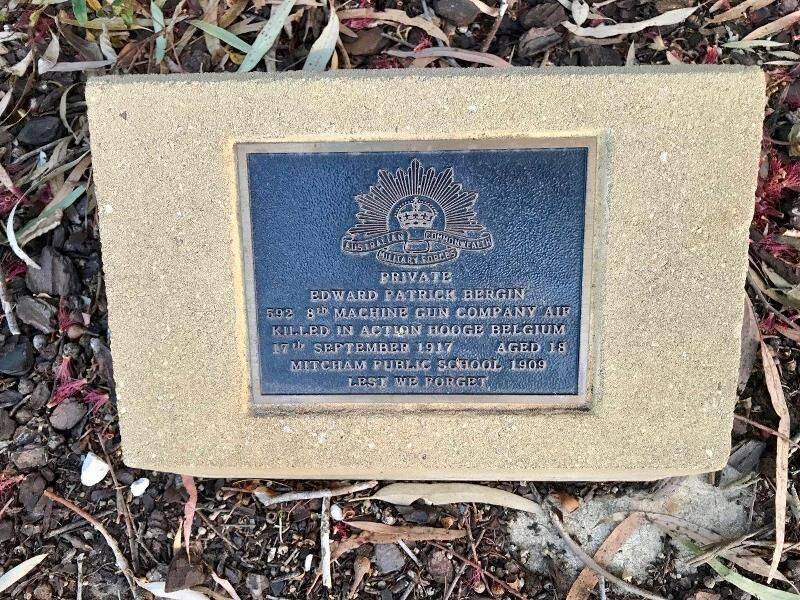 AUSTRALIAN COMMONWEALTH
MILITARY FORCES
PRIVATE
EDWARD PATRICK BERGIN
592 8th MACHINE GUN COMPANY AIF
KILLED IN ACTION HOOGE BELGIUM
17th SEPTEMBER 1917 AGED 18
MITCHAM PUBLIC SCHOOL 1909
LEST WE FORGET